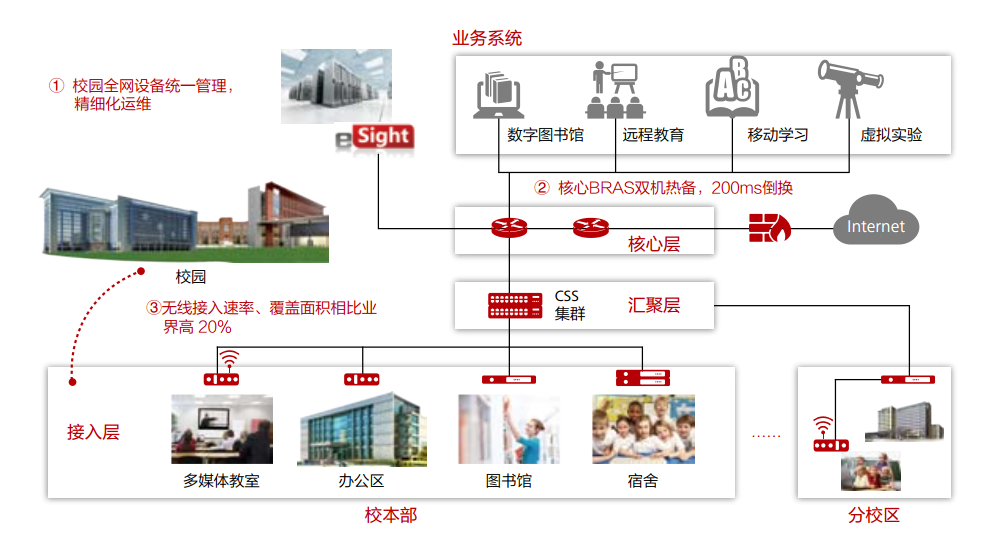 业务系统
① 校园全网设备统一管理，
精细化运维
eSight
数字图书馆
远程教育
ABC
移动学习
虚拟实验
② 核心BRAS双机热备，200ms倒换
核心层
Internet
校园
③无线接入速率、覆盖面积相比业
界高 20%
CSS
集群
汇聚层
接入层
多媒体教室
办公区
图书馆
宿舍
……
校本部
分校区